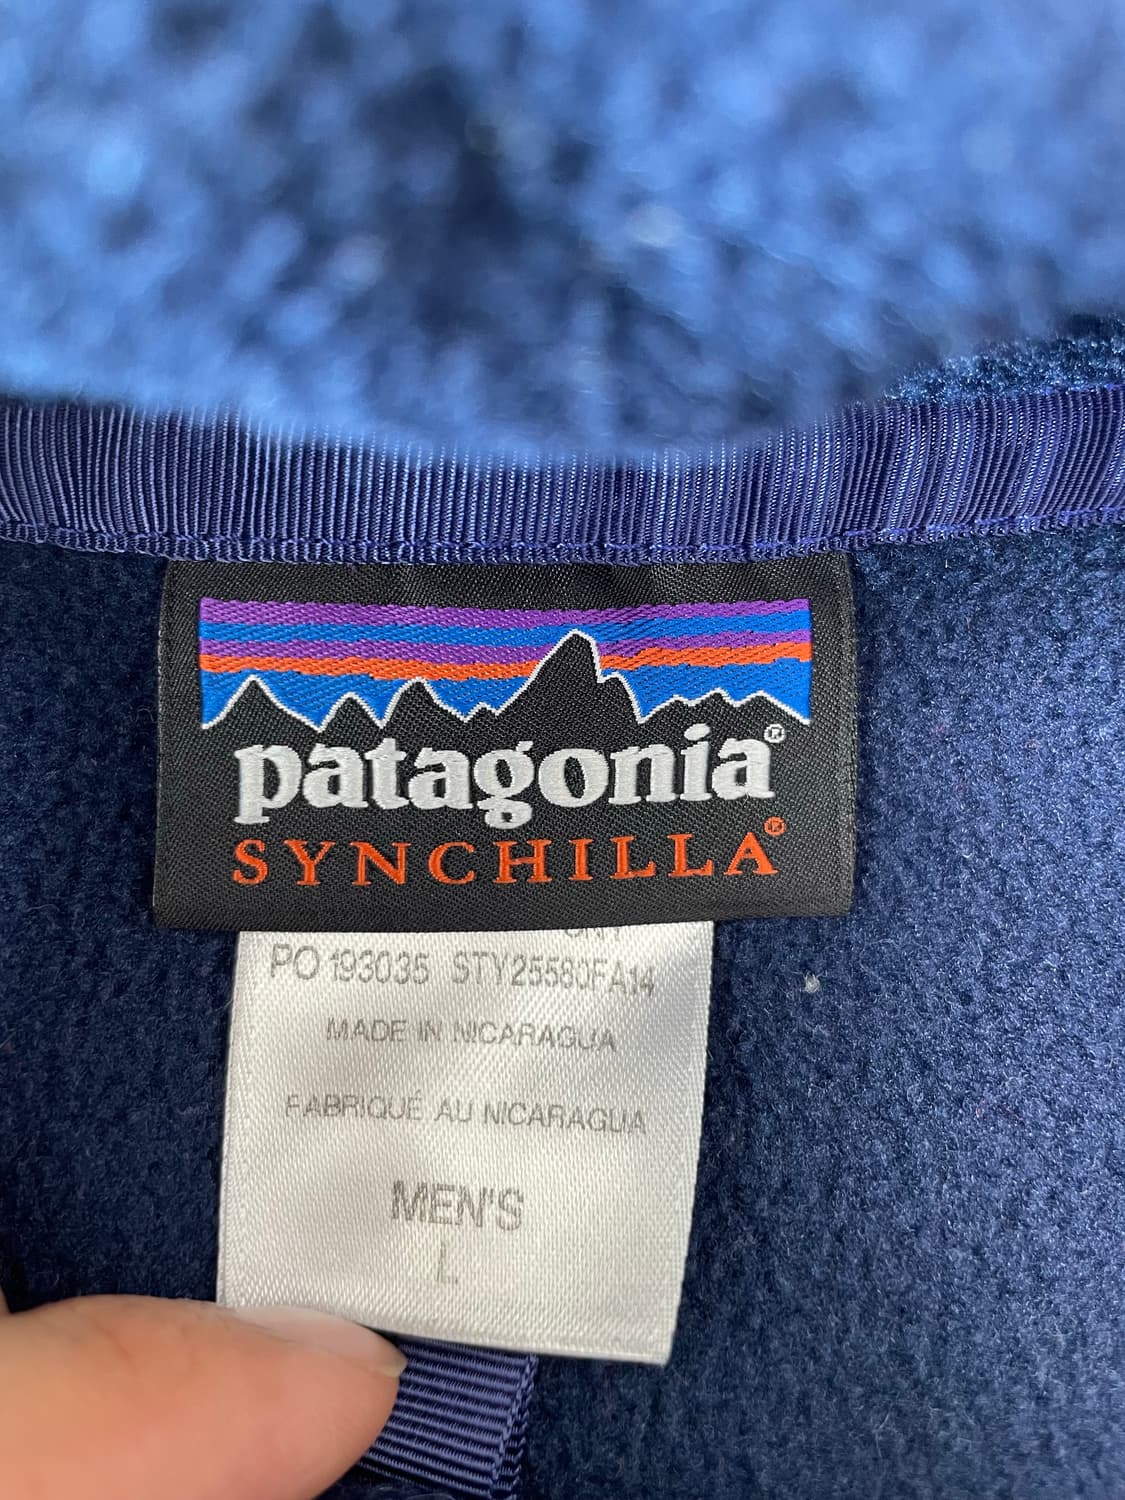 patagonia®
SYNCHILLA®
PO 193035 STY25580FA14
MADE IN NICARAGUA
FABRIQUÉ AU NICARAGUA
MEN'S
L